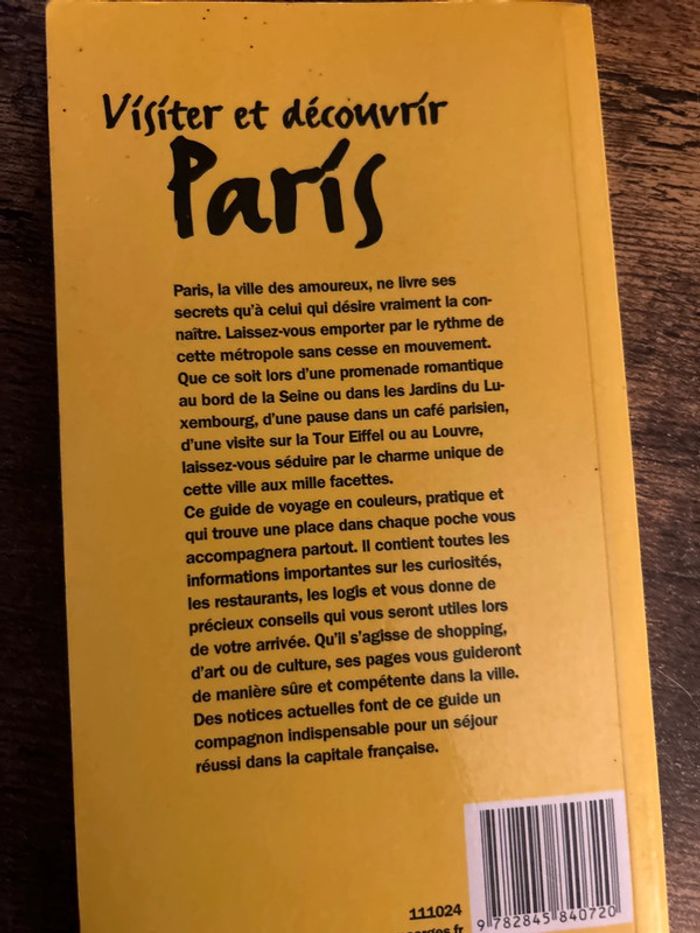 Visiter et découvrir
Paris
Paris, la ville des amoureux, ne livre ses
secrets qu'à celui qui désire vraiment la con-
naître. Laissez-vous emporter par le rythme de
cette métropole sans cesse en mouvement.
Que ce soit lors d'une promenade romantique
au bord de la Seine ou dans les Jardins du Lu-
xembourg, d'une pause dans un café parisien,
d'une visite sur la Tour Eiffel ou au Louvre,
laissez-vous séduire par le charme unique de
cette ville aux mille facettes.
Ce guide de voyage en couleurs, pratique et
qui trouve une place dans chaque poche vous
accompagnera partout. Il contient toutes les
informations importantes sur les curiosités,
les restaurants, les logis et vous donne de
précieux conseils qui vous seront utiles lors
de votre arrivée. Qu'il s'agisse de shopping,
d'art ou de culture, ses pages vous guideront
de manière sûre et compétente dans la ville.
Des notices actuelles font de ce guide un
compagnon indispensable pour un séjour
réussi dans la capitale française.
111024
9 782845 840720